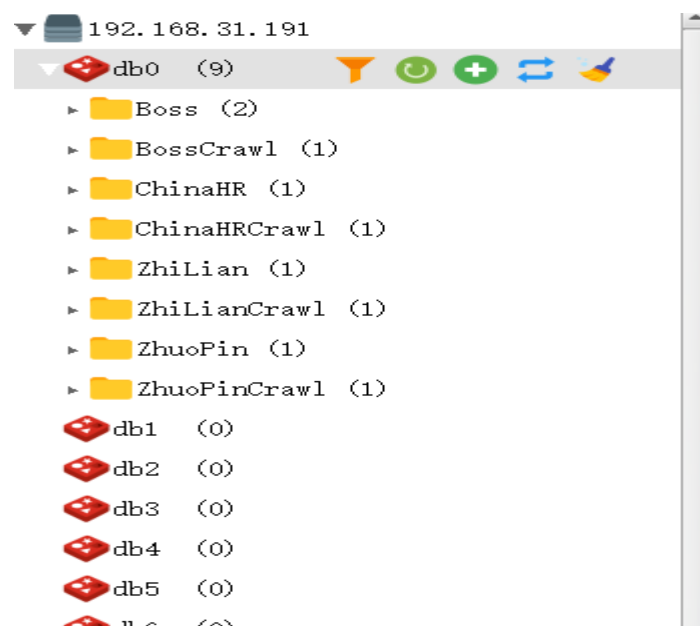 192.168.31.191
db0 (9)
Boss (2)
BossCrawl (1)
ChinaHR (1)
ChinaHRCrawl (1)
ZhiLian (1)
ZhiLianCrawl (1)
ZhuoPin (1)
ZhuoPinCrawl (1)
db1 (0)
db2 (0)
db3 (0)
db4 (0)
db5 (0)